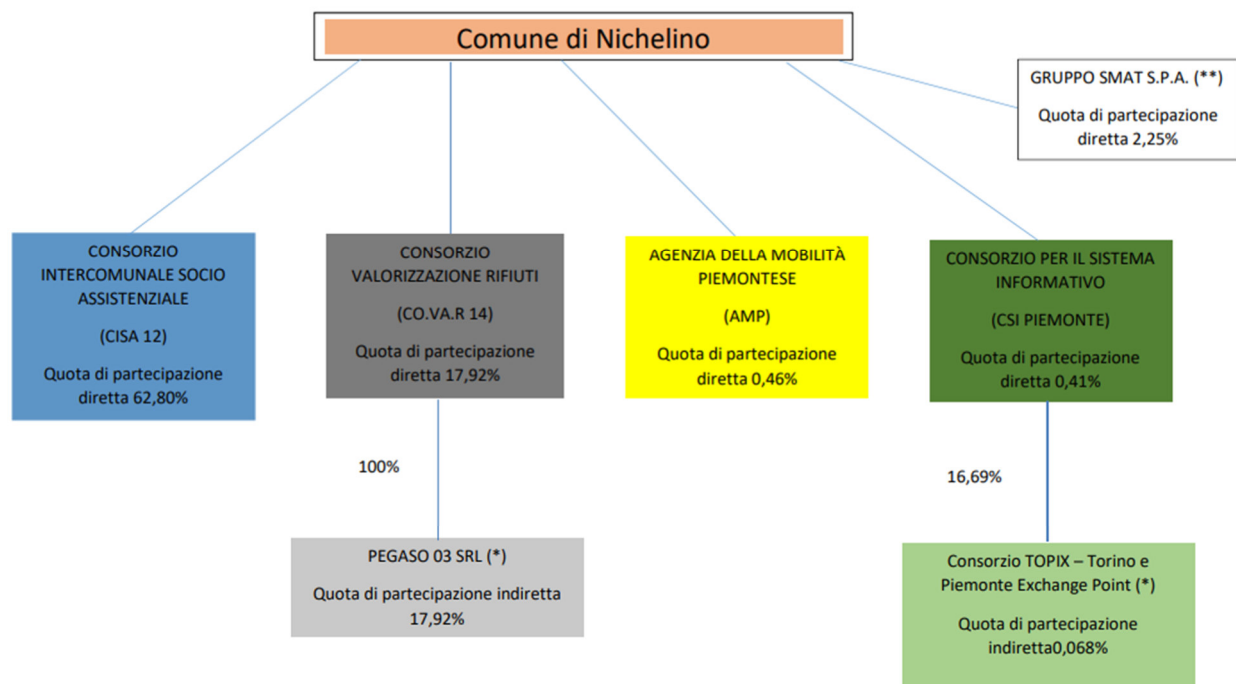 Comune di Nichelino
GRUPPO SMAT S.P.A. (**)
Quota di partecipazione
diretta 2,25%
CONSORZIO
INTERCOMUNALE SOCIO
ASSISTENZIALE
(CISA 12)
Quota di partecipazione
diretta 62,80%
CONSORZIO
VALORIZZAZIONE RIFIUTI
(CO.VA.R 14)
Quota di partecipazione
diretta 17,92%
AGENZIA DELLA MOBILITÀ
PIEMONTESE
(AMP)
Quota di partecipazione
diretta 0,46%
CONSORZIO PER IL SISTEMA
INFORMATIVO
(CSI PIEMONTE)
Quota di partecipazione
diretta 0,41%
100%
16,69%
PEGASO 03 SRL (*)
Quota di partecipazione indiretta
17,92%
Consorzio TOPIX – Torino e
Piemonte Exchange Point (*)
Quota di partecipazione
indiretta0,068%